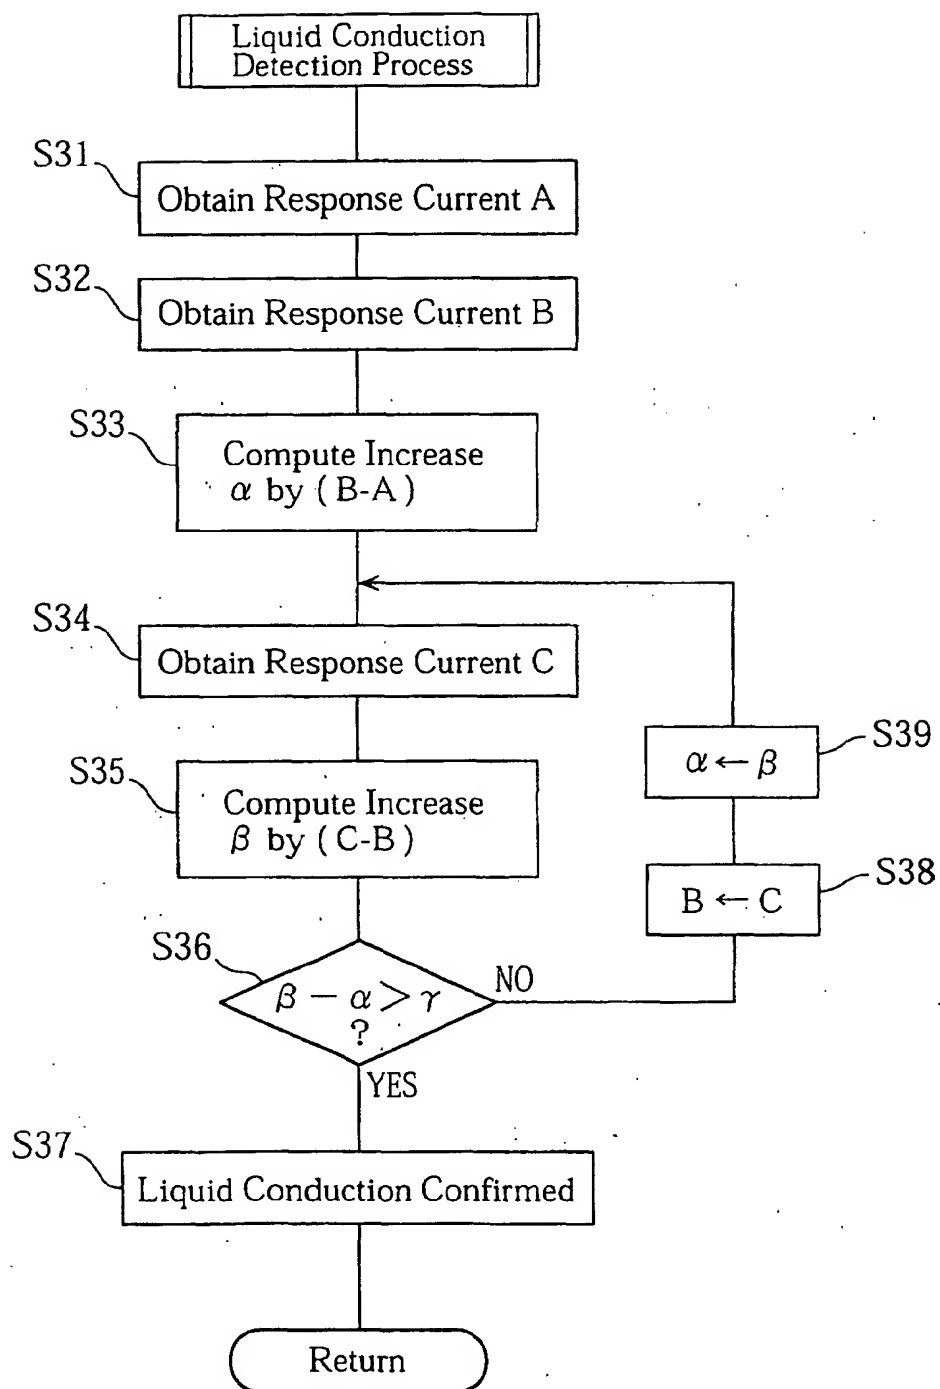 Liquid Conduction
Detection Process
S31
Obtain Response Current A
S32
Obtain Response Current B
S33
Compute Increase
α by ( B-A )
S34
Obtain Response Current C
S35
Compute Increase
β by ( C-B )
S39
α ← β
S38
B ← C
S36
β − α > γ
?
NO
YES
S37
Liquid Conduction Confirmed
Return